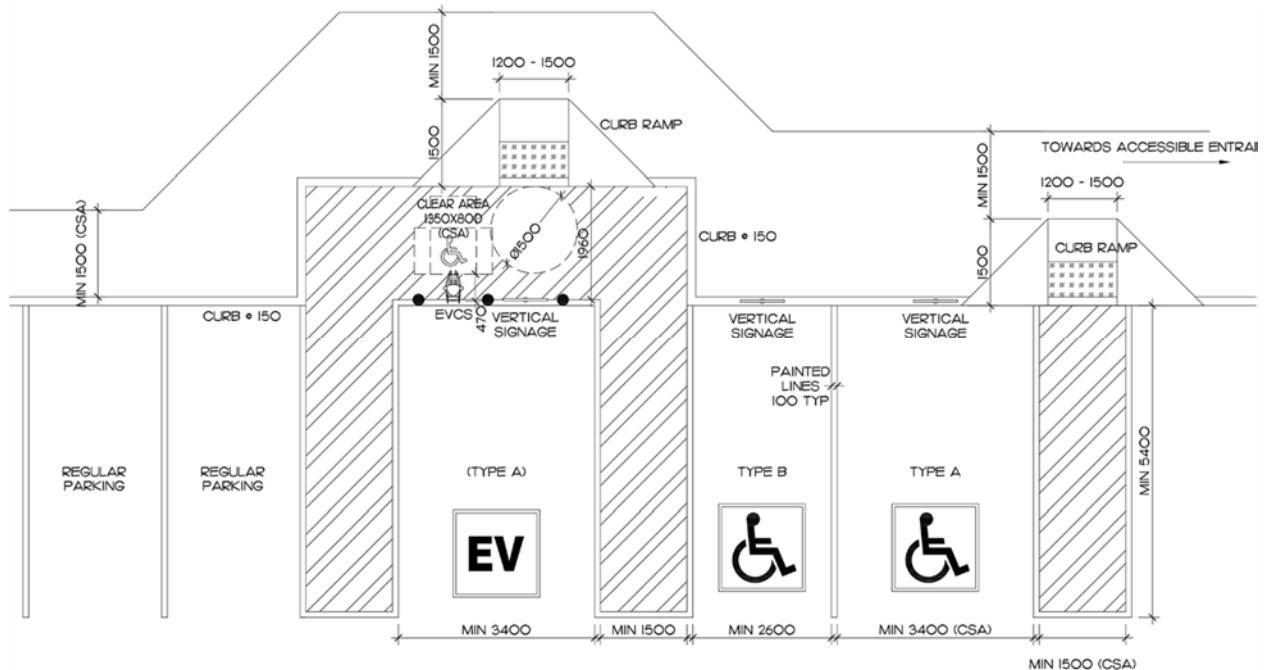 MIN 1500
1200 - 1500
1500
CURB RAMP
MIN 1500
TOWARDS ACCESSIBLE ENTRAI
1200 - 1500
MIN 1500 (CSA)
CLEAR AREA
1350X800
(CSA)
Ø1500
1960
CURB @ 150
1500
CURB RAMP
CURB @ 150
EVCS
470
VERTICAL
SIGNAGE
VERTICAL
SIGNAGE
VERTICAL
SIGNAGE
PAINTED
LINES
100 TYP
MIN 5400
REGULAR
PARKING
REGULAR
PARKING
(TYPE A)
TYPE B
TYPE A
EV
MIN 3400
MIN 1500
MIN 2600
MIN 3400 (CSA)
MIN 1500 (CSA)